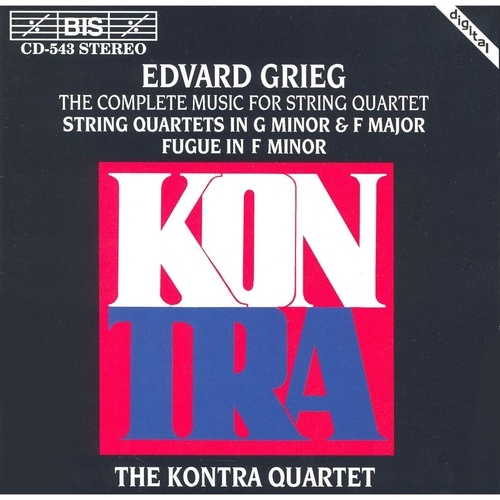 BIS
CD-543 STEREO
digital
EDVARD GRIEG
THE COMPLETE MUSIC FOR STRING QUARTET
STRING QUARTETS IN G MINOR & F MAJOR
FUGUE IN F MINOR
KON
TRA
THE KONTRA QUARTET